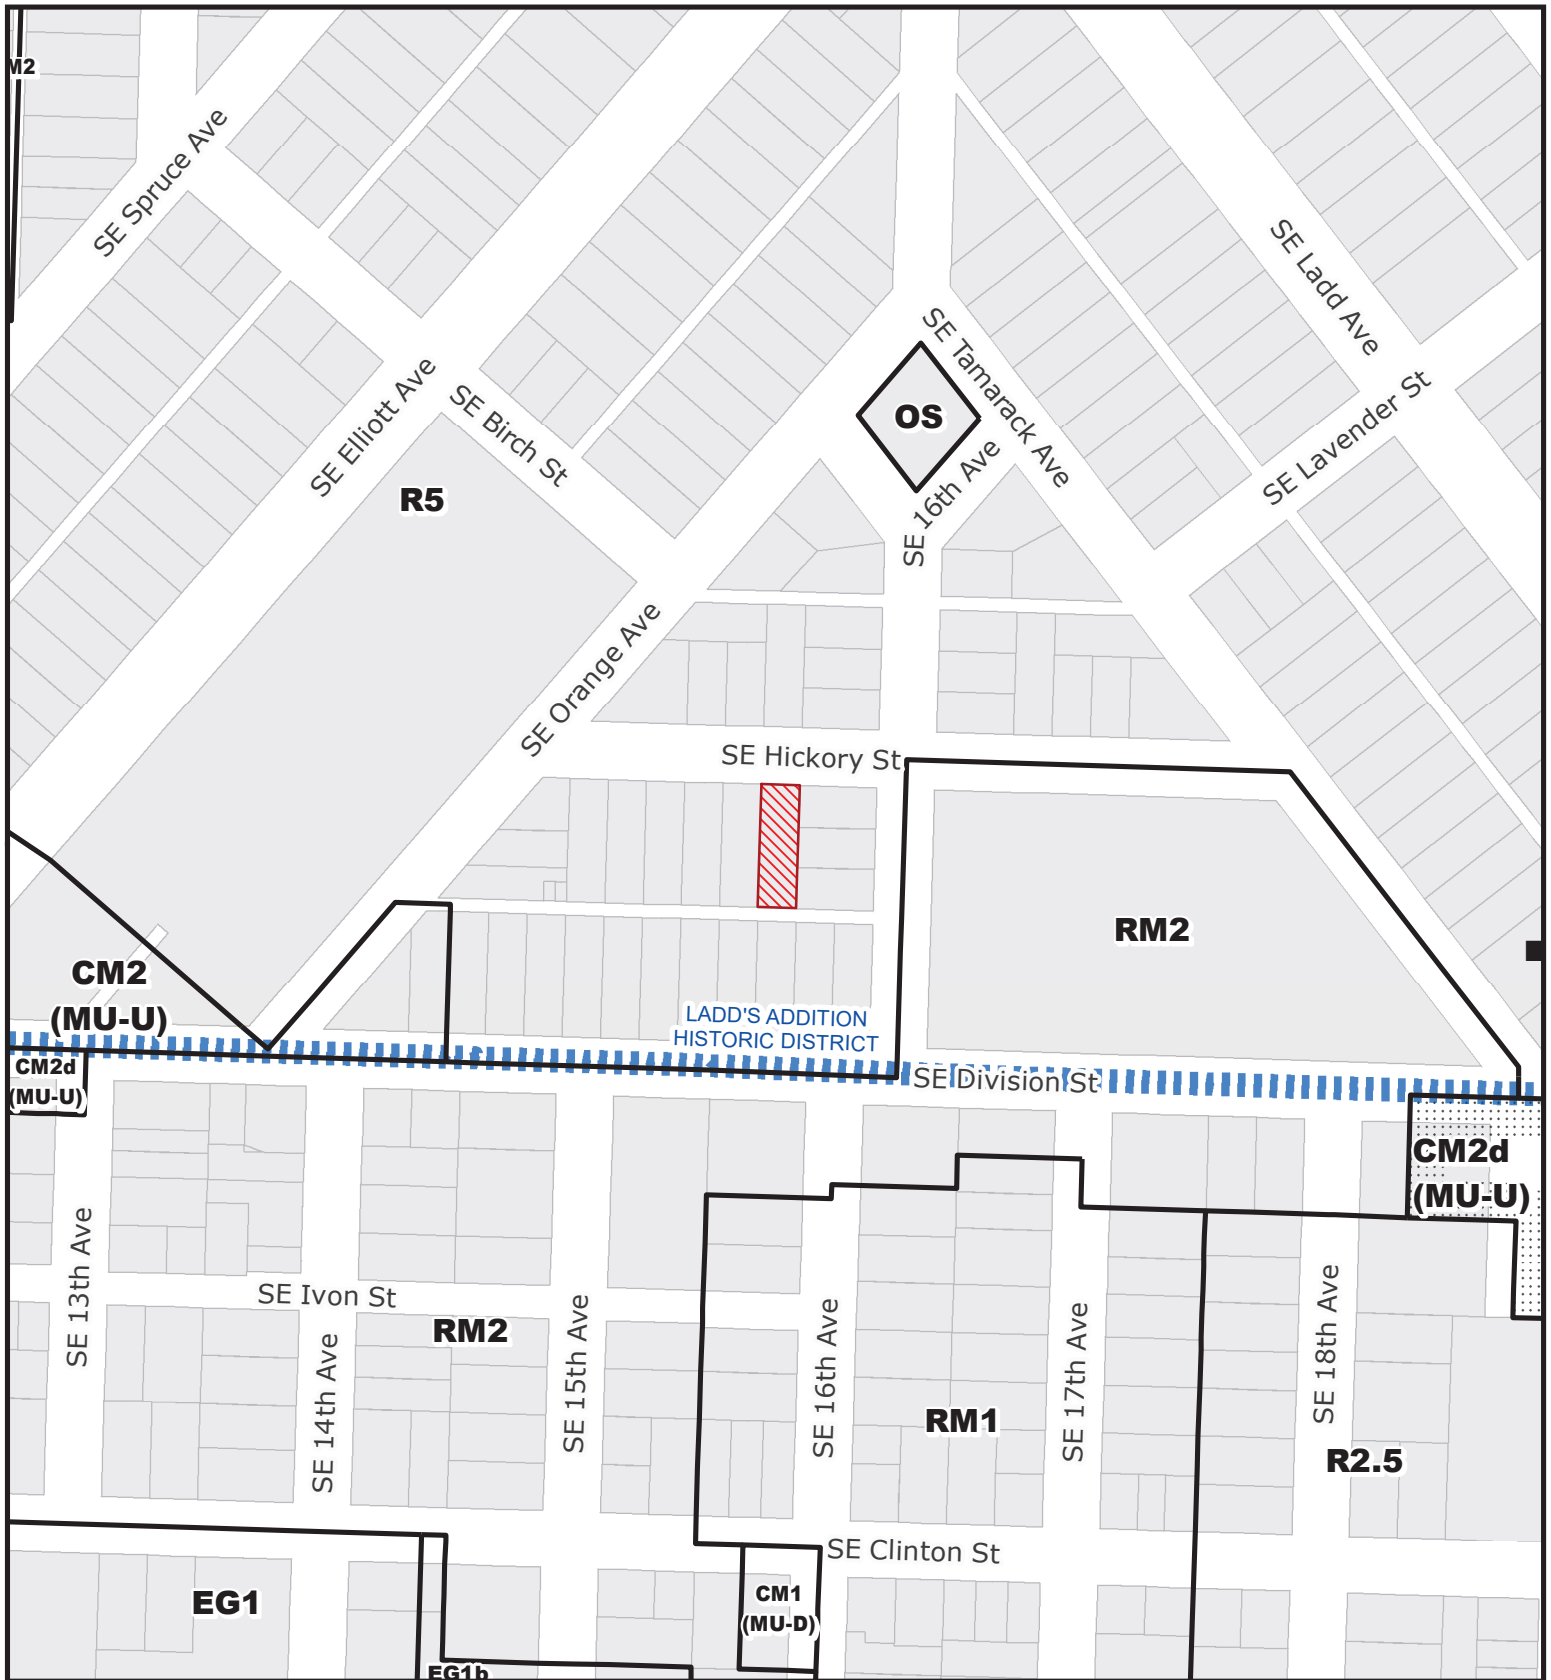 M2
SE Spruce Ave
SE Ladd Ave
SE Tamarack Ave
OS
SE Elliott Ave
SE Birch St
SE Lavender St
R5
SE 16th Ave
SE Orange Ave
SE Hickory St
RM2
CM2
(MU-U)
LADD'S ADDITION
HISTORIC DISTRICT
CM2d
(MU-U)
SE Division St
CM2d
(MU-U)
SE 13th Ave
SE Ivon St
RM2
SE 14th Ave
SE 15th Ave
SE 16th Ave
SE 17th Ave
SE 18th Ave
RM1
R2.5
SE Clinton St
EG1
CM1
(MU-D)
EG1b